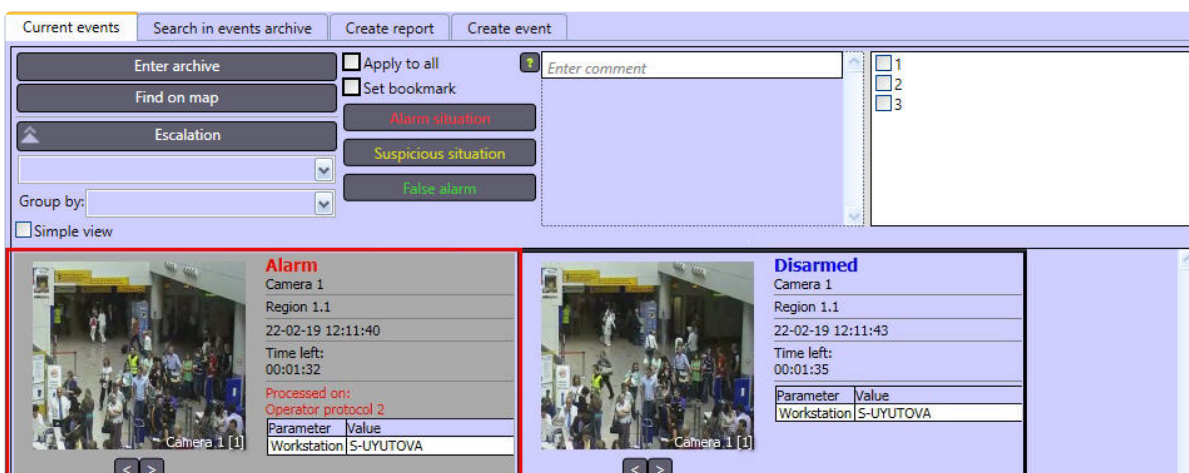 Current events
Search in events archive
Create report
Create event
Enter archive
Find on map
Escalation
Group by:
Simple view
Apply to all
Set bookmark
Alarm situation
Suspicious situation
False alarm
?
Enter comment
1
2
3
Alarm
Camera 1
Region 1.1
22-02-19 12:11:40
Time left:
00:01:32
Processed on:
Operator protocol 2
Parameter Value
Workstation S-UYUTOVA
Camera 1 [1]
< >
Disarmed
Camera 1
Region 1.1
22-02-19 12:11:43
Time left:
00:01:35
Parameter Value
Workstation S-UYUTOVA
Camera 1 [1]
< >